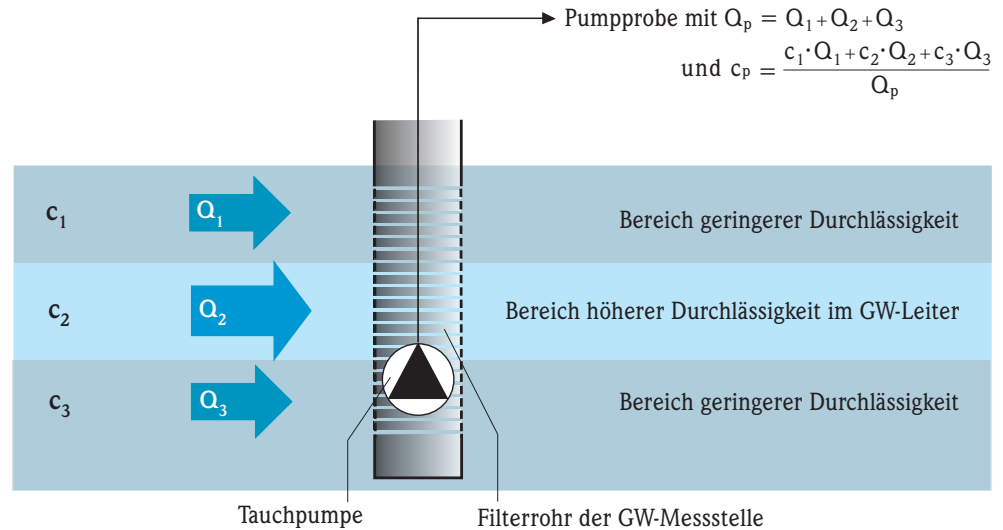 Pumpprobe mit Qp = Q1+Q2+Q3
und cp = c1·Q1+c2·Q2+c3·Q3
Qp
c1
Q1
Bereich geringerer Durchlässigkeit
c2
Q2
Bereich höherer Durchlässigkeit im GW-Leiter
c3
Q3
Bereich geringerer Durchlässigkeit
Tauchpumpe
Filterrohr der GW-Messstelle